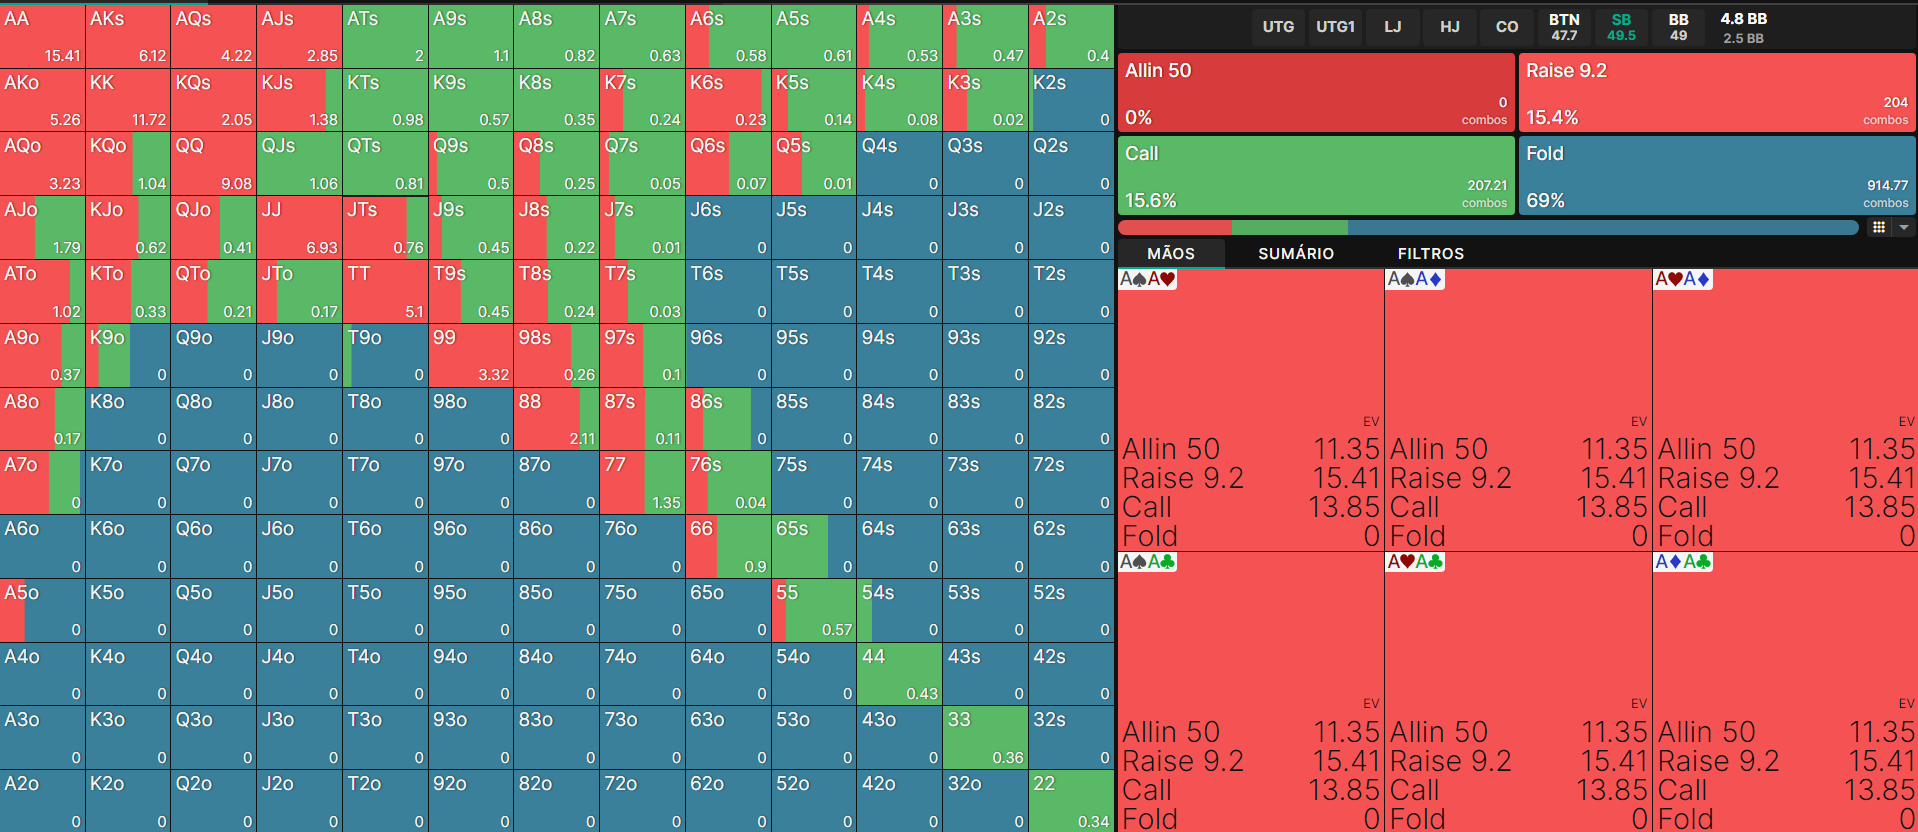 AA AKs AQs AJs ATs A9s A8s A7s A6s A5s A4s A3s A2s
15.41 6.12 4.22 2.85 2 1.1 0.82 0.63 0.58 0.61 0.53 0.47 0.4
AKo KK KQs KJs KTs K9s K8s K7s K6s K5s K4s K3s K2s
5.26 11.72 2.05 1.38 0.98 0.57 0.35 0.24 0.23 0.14 0.08 0.02 0
AQo KQo QQ QJs QTs Q9s Q8s Q7s Q6s Q5s Q4s Q3s Q2s
3.23 1.04 9.08 1.06 0.81 0.5 0.25 0.05 0.07 0.01 0 0 0
AJo KJo QJo JJ JTs J9s J8s J7s J6s J5s J4s J3s J2s
1.79 0.62 0.41 6.93 0.76 0.45 0.22 0.01 0 0 0 0 0
ATo KTo QTo JTo TT T9s T8s T7s T6s T5s T4s T3s T2s
1.02 0.33 0.21 0.17 5.1 0.45 0.24 0.03 0 0 0 0 0
A9o K9o Q9o J9o T9o 99 98s 97s 96s 95s 94s 93s 92s
0.37 0 0 0 0 3.32 0.26 0.1 0 0 0 0 0
A8o K8o Q8o J8o T8o 98o 88 87s 86s 85s 84s 83s 82s
0.17 0 0 0 0 0 2.11 0.11 0 0 0 0 0
A7o K7o Q7o J7o T7o 97o 87o 77 76s 75s 74s 73s 72s
0 0 0 0 0 0 0 1.35 0.04 0 0 0 0
A6o K6o Q6o J6o T6o 96o 86o 76o 66 65s 64s 63s 62s
0 0 0 0 0 0 0 0 0.9 0 0 0 0
A5o K5o Q5o J5o T5o 95o 85o 75o 65o 55 54s 53s 52s
0 0 0 0 0 0 0 0 0 0.57 0 0 0
A4o K4o Q4o J4o T4o 94o 84o 74o 64o 54o 44 43s 42s
0 0 0 0 0 0 0 0 0 0 0.43 0 0
A3o K3o Q3o J3o T3o 93o 83o 73o 63o 53o 43o 33 32s
0 0 0 0 0 0 0 0 0 0 0 0.36 0
A2o K2o Q2o J2o T2o 92o 82o 72o 62o 52o 42o 32o 22
0 0 0 0 0 0 0 0 0 0 0 0 0.34
UTG UTG1 LJ HJ CO BTN SB BB 4.8 BB
47.7 49.5 49 2.5 BB
Allin 50 Raise 9.2
0 204
0% combos 15.4% combos
Call Fold
207.21 914.77
15.6% combos 69% combos
MÃOS SUMÁRIO FILTROS
A♠A♥ A♠A♦ A♥A♦
EV EV EV
Allin 50 11.35 Allin 50 11.35 Allin 50 11.35
Raise 9.2 15.41 Raise 9.2 15.41 Raise 9.2 15.41
Call 13.85 Call 13.85 Call 13.85
Fold 0 Fold 0 Fold 0
A♠A♣ A♥A♣ A♦A♣
EV EV EV
Allin 50 11.35 Allin 50 11.35 Allin 50 11.35
Raise 9.2 15.41 Raise 9.2 15.41 Raise 9.2 15.41
Call 13.85 Call 13.85 Call 13.85
Fold 0 Fold 0 Fold 0